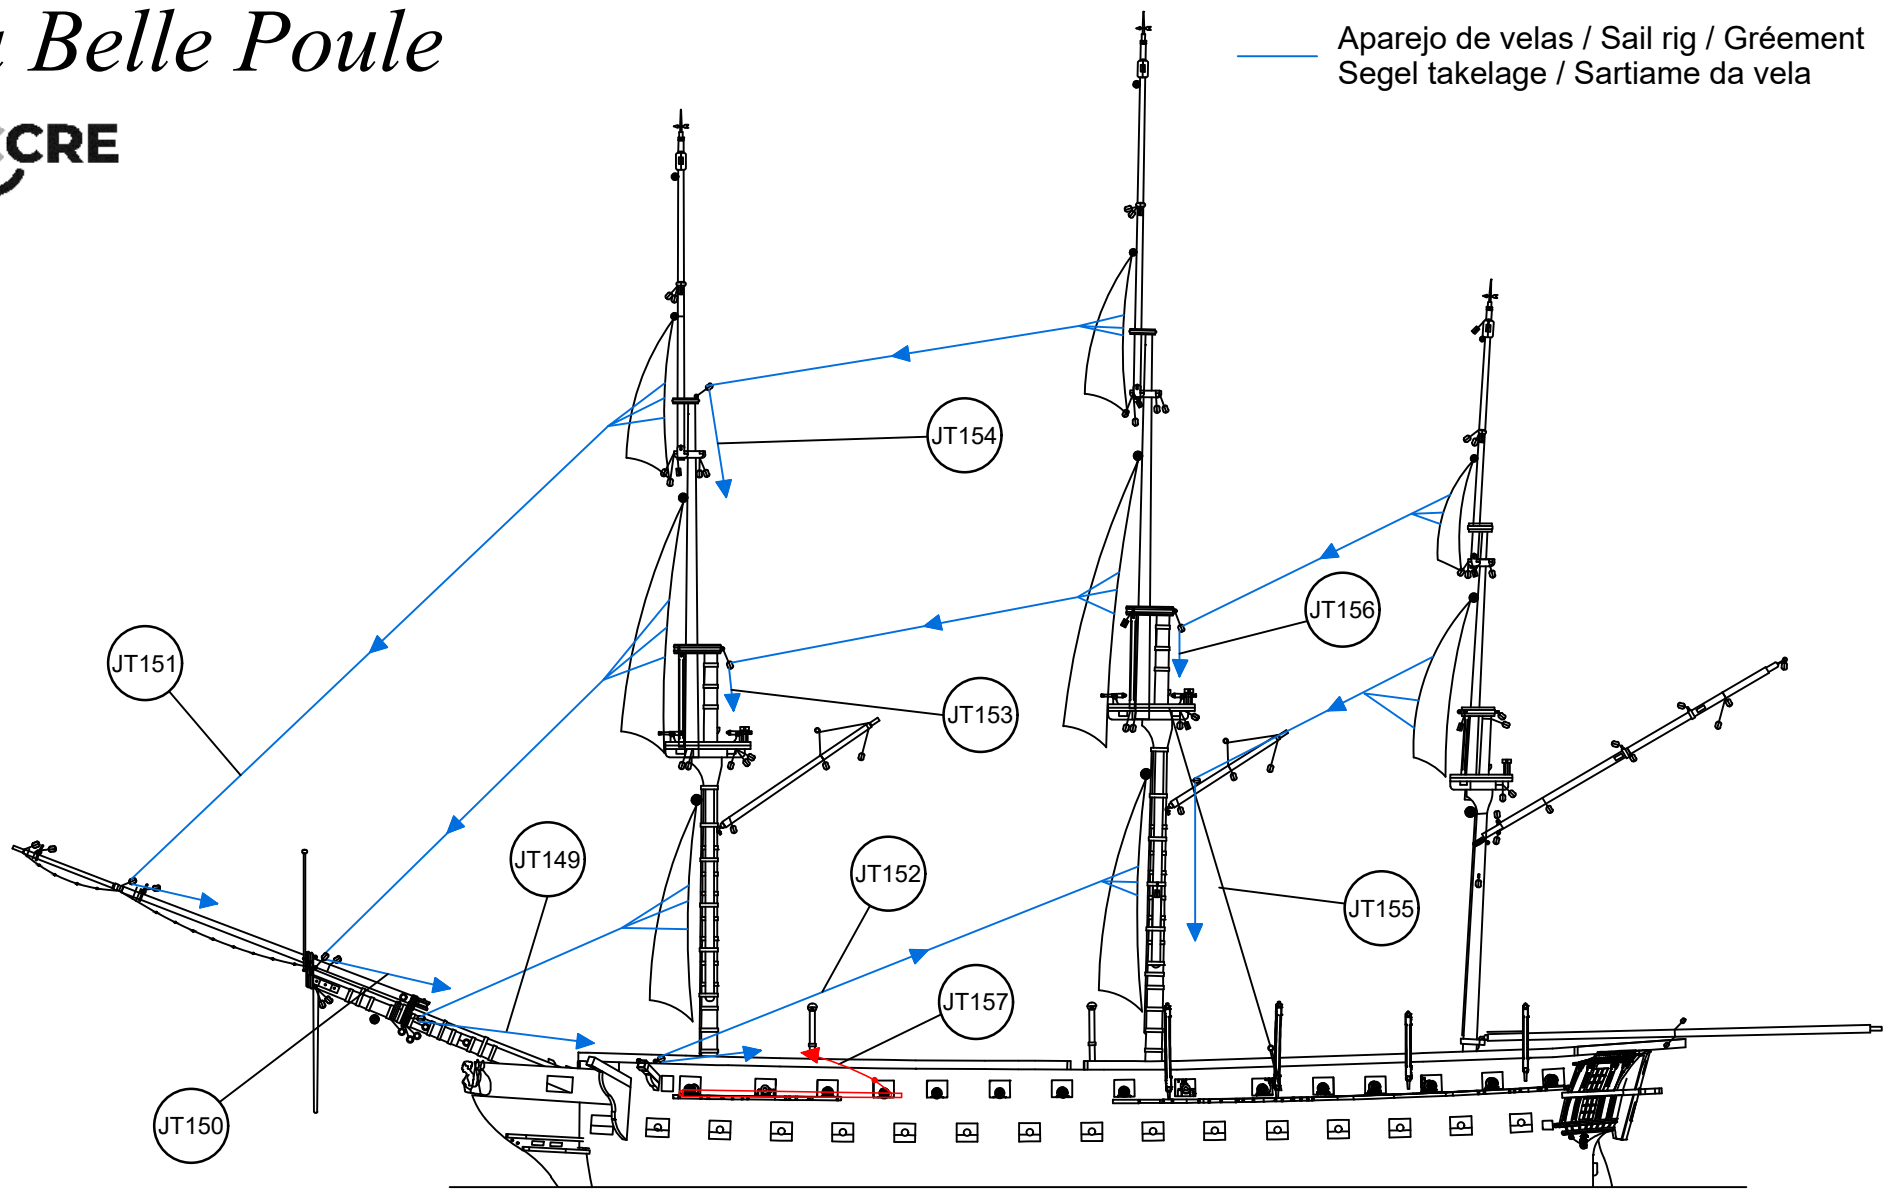 Belle Poule
CRE
Aparejo de velas / Sail rig / Gréement
Segel takelage / Sartiame da vela
JT154
JT156
JT151
JT153
JT149
JT152
JT155
JT157
JT150